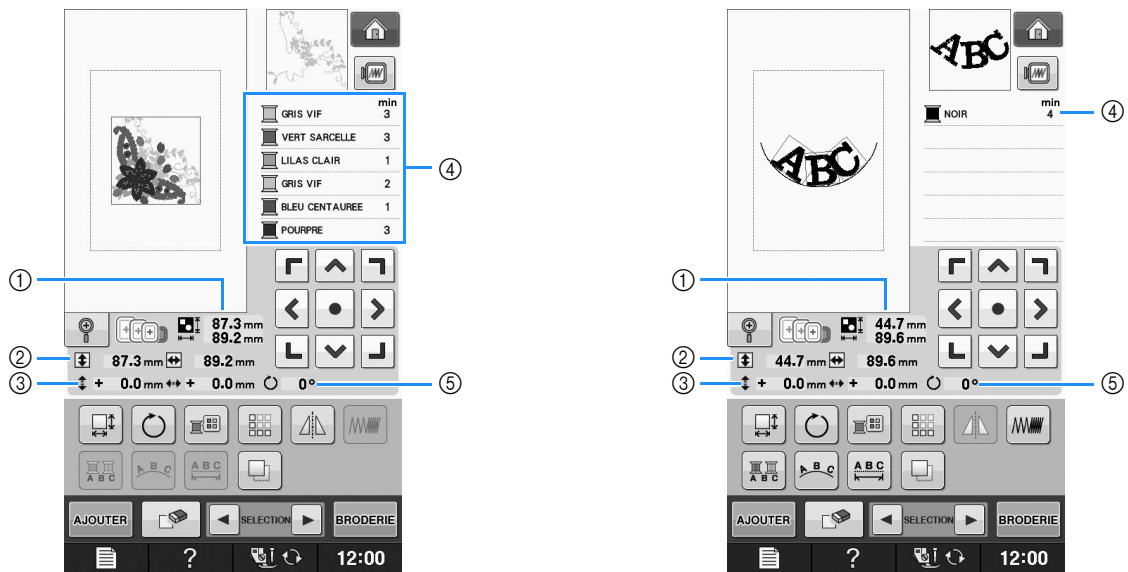 min
GRIS VIF 3
VERT SARCELLE 3
LILAS CLAIR 1
GRIS VIF 2
BLEU CENTAUREE 1
POURPRE 3
④
①
87.3 mm
89.2 mm
② 87.3 mm 89.2 mm
③ + 0.0 mm + 0.0 mm 0° ⑤
A B C
A B C
A B C
AJOUTER SELECTION BRODERIE
? 12:00
ABC
min
NOIR 4 ④
ABC
①
44.7 mm
89.6 mm
② 44.7 mm 89.6 mm
③ + 0.0 mm + 0.0 mm 0° ⑤
A B C
A B C
A B C
AJOUTER SELECTION BRODERIE
? 12:00